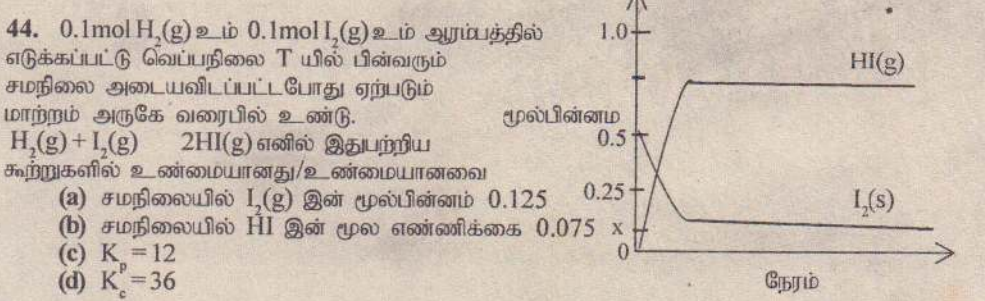 44. 0.1mol H₂(g) உம் 0.1mol I₂(g) உம் ஆரம்பத்தில்
எடுக்கப்பட்டு வெப்பநிலை T யில் பின்வரும்
சமநிலை அடையவிடப்பட்டபோது ஏற்படும்
மாற்றம் அருகே வரைபில் உண்டு.
H₂(g) + I₂(g) 2HI(g) எனில் இதுபற்றிய
கூற்றுகளில் உண்மையானது/உண்மையானவை
(a) சமநிலையில் I₂(g) இன் மூல்பின்னம் 0.125
(b) சமநிலையில் HI இன் மூல எண்ணிக்கை 0.075
(c) Kₚ = 12
(d) K꜀ = 36
மூல்பின்னம
1.0
0.5
0.25
x
0
HI(g)
I₂(s)
நேரம்